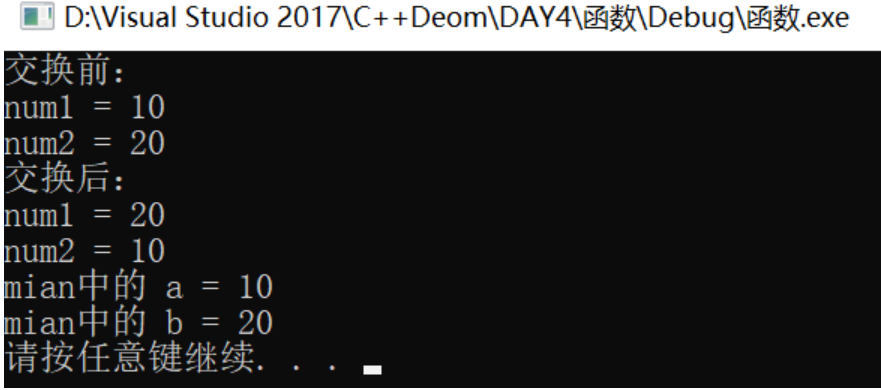 D:\Visual Studio 2017\C++Deom\DAY4\函数\Debug\函数.exe
交换前：
num1 = 10
num2 = 20
交换后：
num1 = 20
num2 = 10
mian中的 a = 10
mian中的 b = 20
请按任意键继续. . .